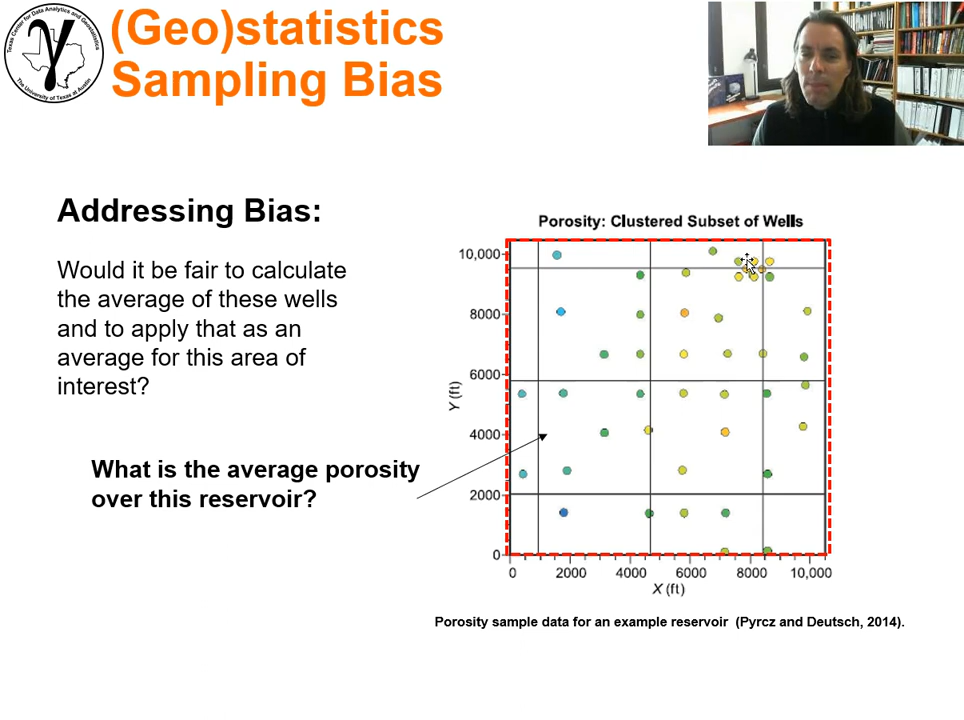 Texas Center for Data Analytics and Geostatistics
The University of Texas at Austin
γ
(Geo)statistics
Sampling Bias
Addressing Bias:
Would it be fair to calculate
the average of these wells
and to apply that as an
average for this area of
interest?
What is the average porosity
over this reservoir?
Porosity: Clustered Subset of Wells
10,000
8000
6000
4000
2000
0
Y (ft)
0 2000 4000 6000 8000 10,000
X (ft)
Porosity sample data for an example reservoir (Pyrcz and Deutsch, 2014).